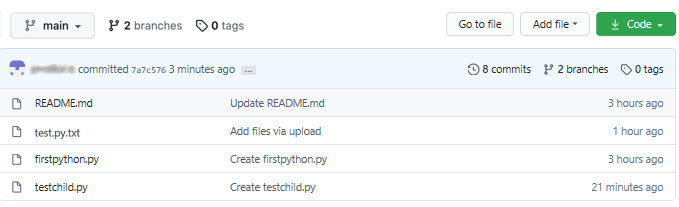 main 2 branches 0 tags Go to file Add file Code
committed 7a7c576 3 minutes ago ... 8 commits 2 branches 0 tags
README.md Update README.md 3 hours ago
test.py.txt Add files via upload 1 hour ago
firstpython.py Create firstpython.py 3 hours ago
testchild.py Create testchild.py 21 minutes ago